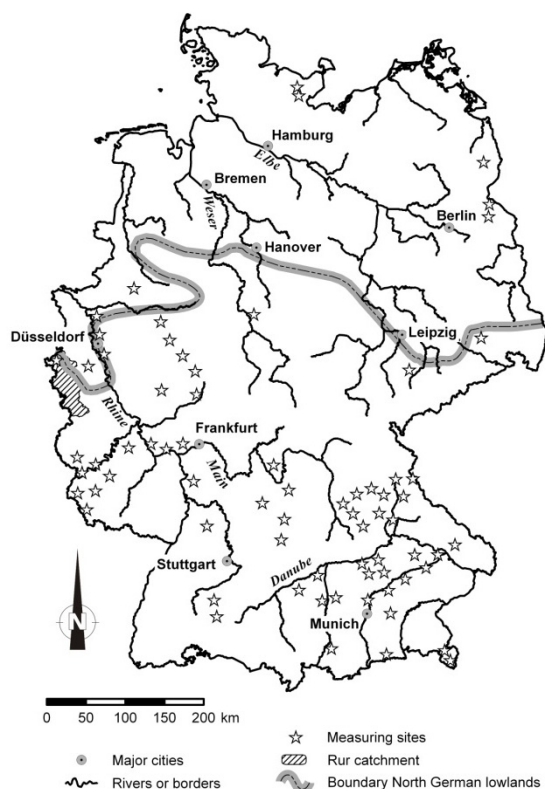 Hamburg
Elbe
Bremen
Weser
Berlin
Hanover
Leipzig
Düsseldorf
Rhine
Frankfurt
Main
Stuttgart
Danube
Munich
N
0 50 100 150 200 km
Measuring sites
Major cities
Rur catchment
Rivers or borders
Boundary North German lowlands